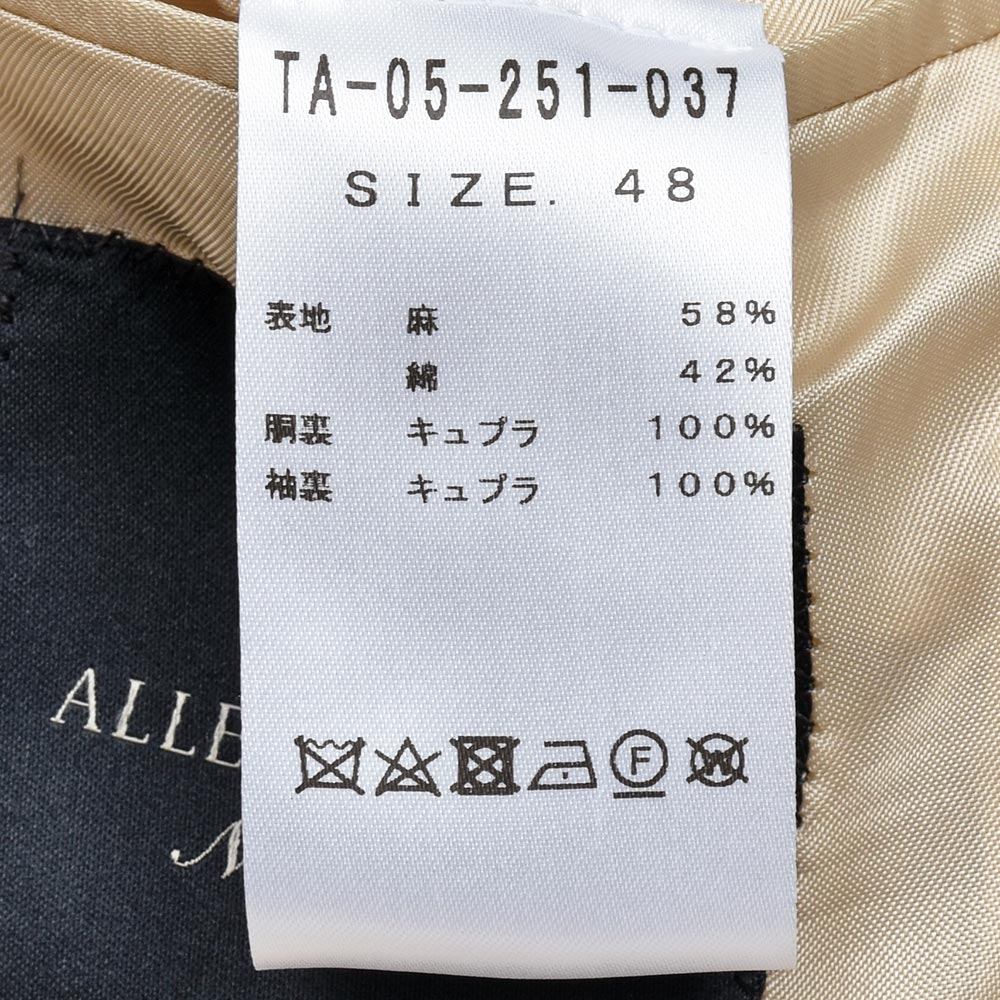 TA-05-251-037
SIZE. 48
表地 麻 58%
綿 42%
胴裏 キュプラ 100%
袖裏 キュプラ 100%
ALLE
F W